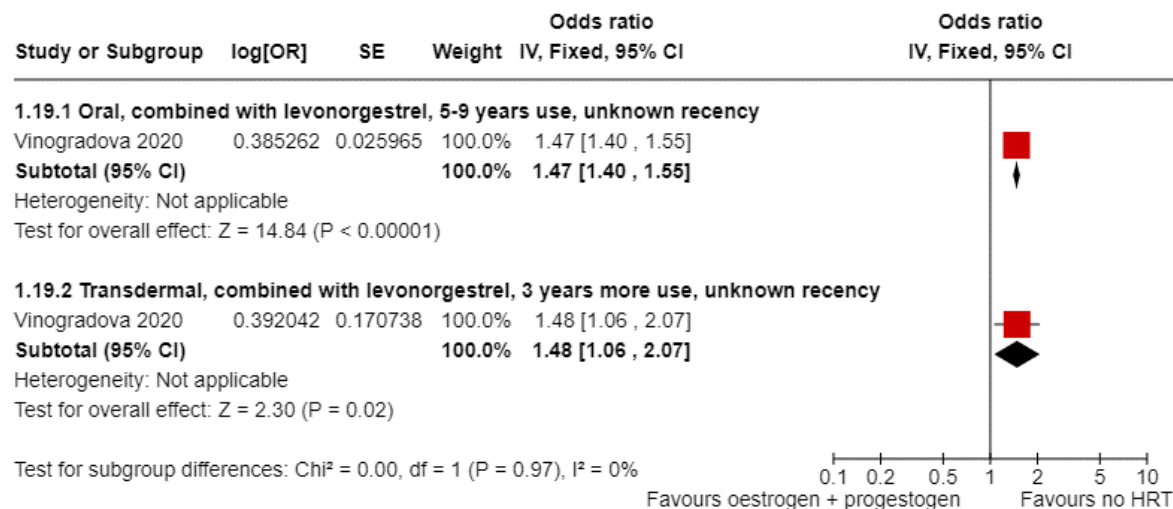 Odds ratio Odds ratio
Study or Subgroup log[OR] SE Weight IV, Fixed, 95% CI IV, Fixed, 95% CI
1.19.1 Oral, combined with levonorgestrel, 5-9 years use, unknown recency
Vinogradova 2020 0.385262 0.025965 100.0% 1.47 [1.40 , 1.55]
Subtotal (95% CI) 100.0% 1.47 [1.40 , 1.55]
Heterogeneity: Not applicable
Test for overall effect: Z = 14.84 (P < 0.00001)
1.19.2 Transdermal, combined with levonorgestrel, 3 years more use, unknown recency
Vinogradova 2020 0.392042 0.170738 100.0% 1.48 [1.06 , 2.07]
Subtotal (95% CI) 100.0% 1.48 [1.06 , 2.07]
Heterogeneity: Not applicable
Test for overall effect: Z = 2.30 (P = 0.02)
Test for subgroup differences: Chi² = 0.00, df = 1 (P = 0.97), I² = 0%
0.1 0.2 0.5 1 2 5 10
Favours oestrogen + progestogen Favours no HRT